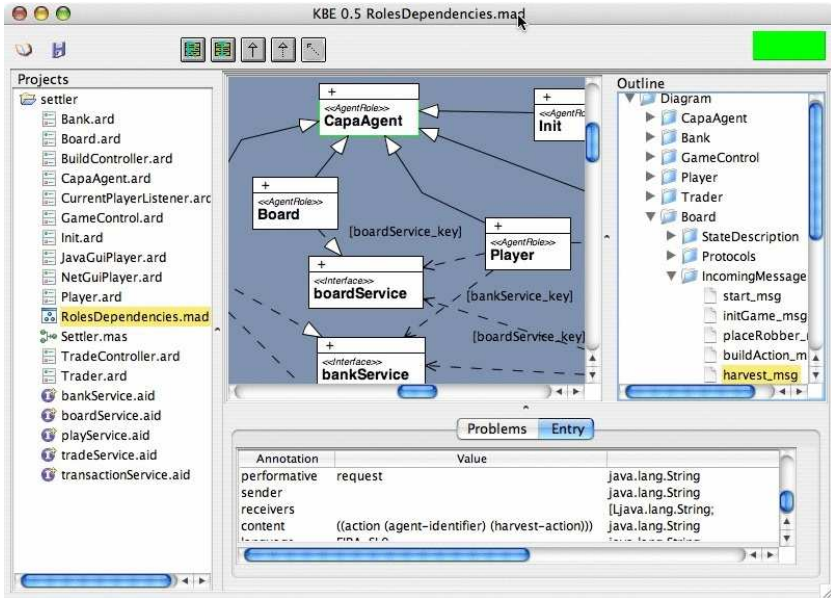 KBE 0.5 RolesDependencies.mad
Projects
settler
Bank.ard
Board.ard
BuildController.ard
CapaAgent.ard
CurrentPlayerListener.arc
GameControl.ard
Init.ard
JavaGuiPlayer.ard
NetGuiPlayer.ard
Player.ard
RolesDependencies.mad
Settler.mas
TradeController.ard
Trader.ard
bankService.aid
boardService.aid
playService.aid
tradeService.aid
transactionService.aid
+
<<AgentRole>>
CapaAgent
+
<<AgentRo
Init
+
<<AgentRole>>
Board
[boardService_key]
+
<<AgentRole>>
Player
+
<<Interface>>
boardService
[bankService_key]
[boardService_key]
+
<<Interface>>
bankService
Outline
Diagram
CapaAgent
Bank
GameControl
Player
Trader
Board
StateDescription
Protocols
IncomingMessage
start_msg
initGame_msg
placeRobber_
buildAction_m
harvest_msg
Problems Entry
Annotation Value
performative request java.lang.String
sender java.lang.String
receivers [Ljava.lang.String;
content ((action (agent-identifier) (harvest-action))) java.lang.String